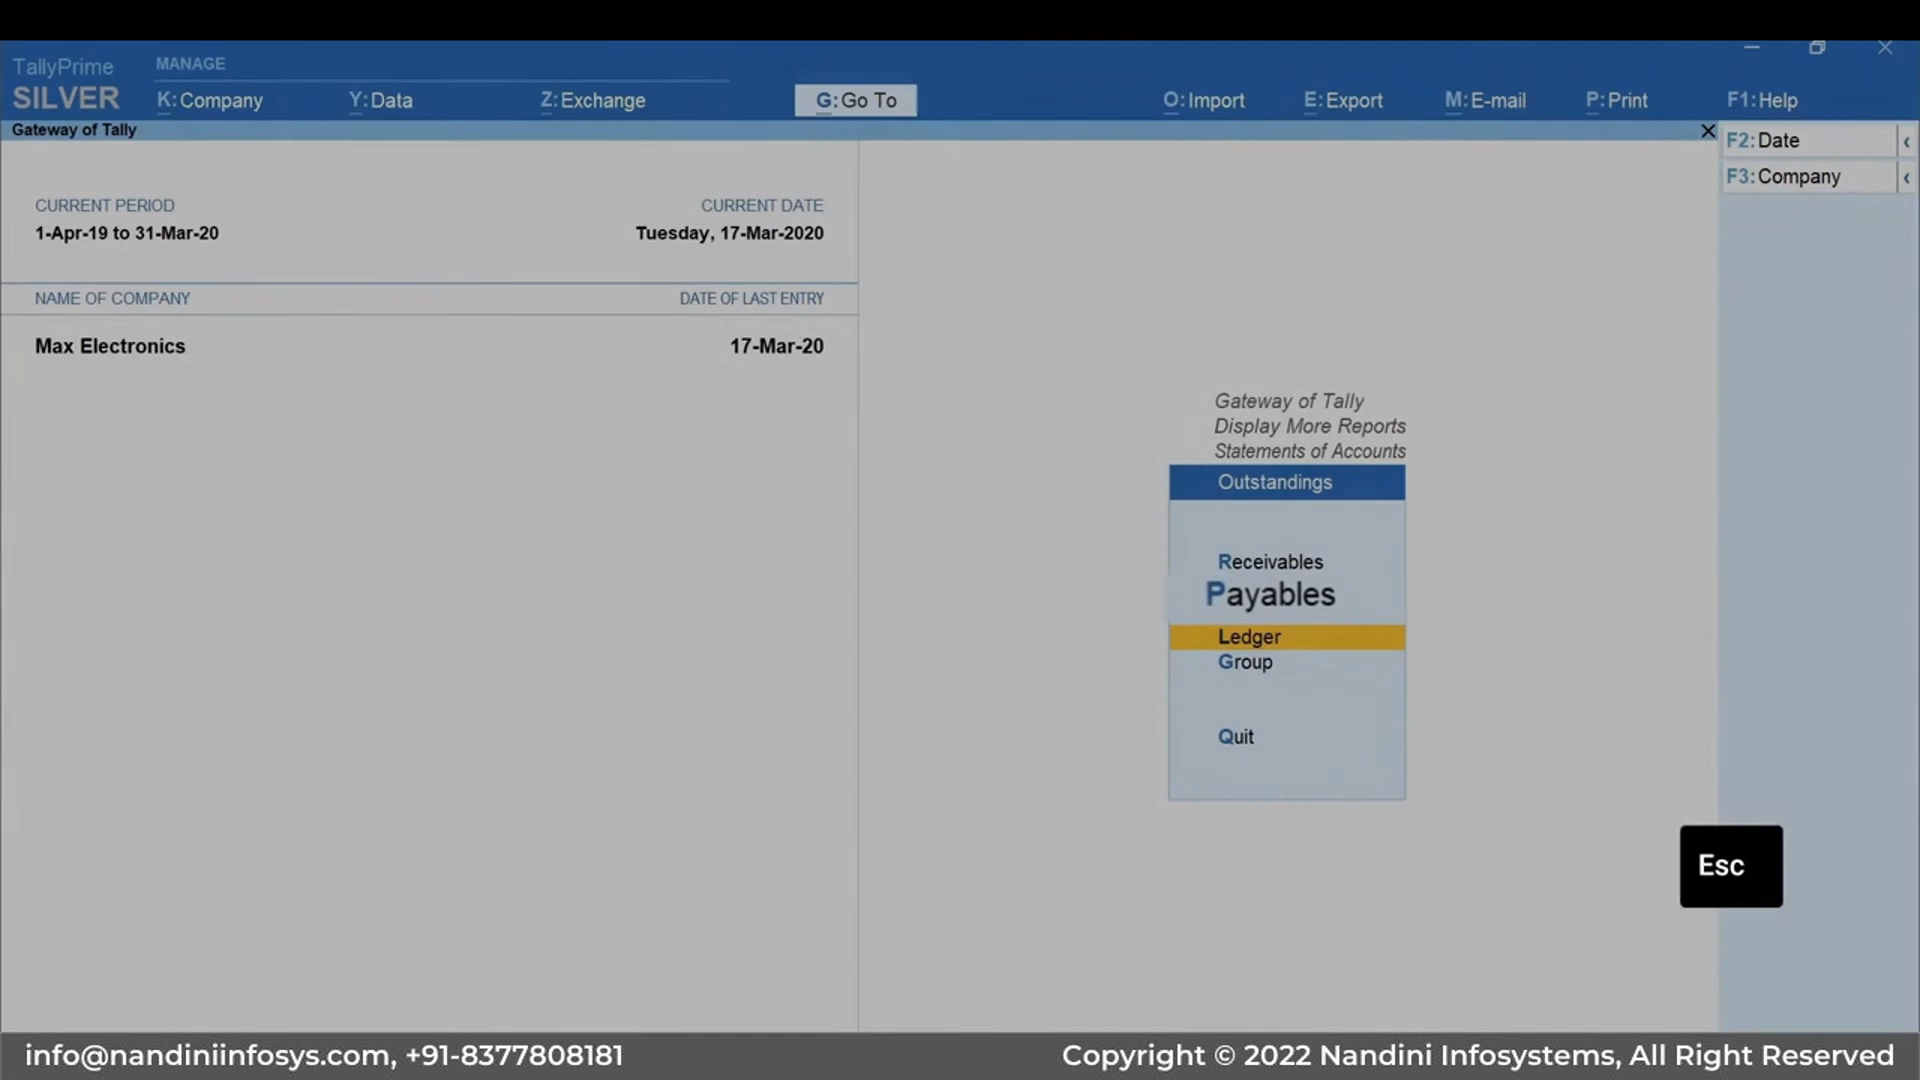 TallyPrime
SILVER
MANAGE
K: Company
Y: Data
Z: Exchange
G: Go To
O: Import
E: Export
M: E-mail
P: Print
F1: Help
Gateway of Tally
F2: Date
F3: Company
CURRENT PERIOD
CURRENT DATE
1-Apr-19 to 31-Mar-20
Tuesday, 17-Mar-2020
NAME OF COMPANY
DATE OF LAST ENTRY
Max Electronics
17-Mar-20
Gateway of Tally
Display More Reports
Statements of Accounts
Outstandings
Receivables
Payables
Ledger
Group
Quit
Esc
info@nandiniinfosys.com, +91-8377808181
Copyright © 2022 Nandini Infosystems, All Right Reserved